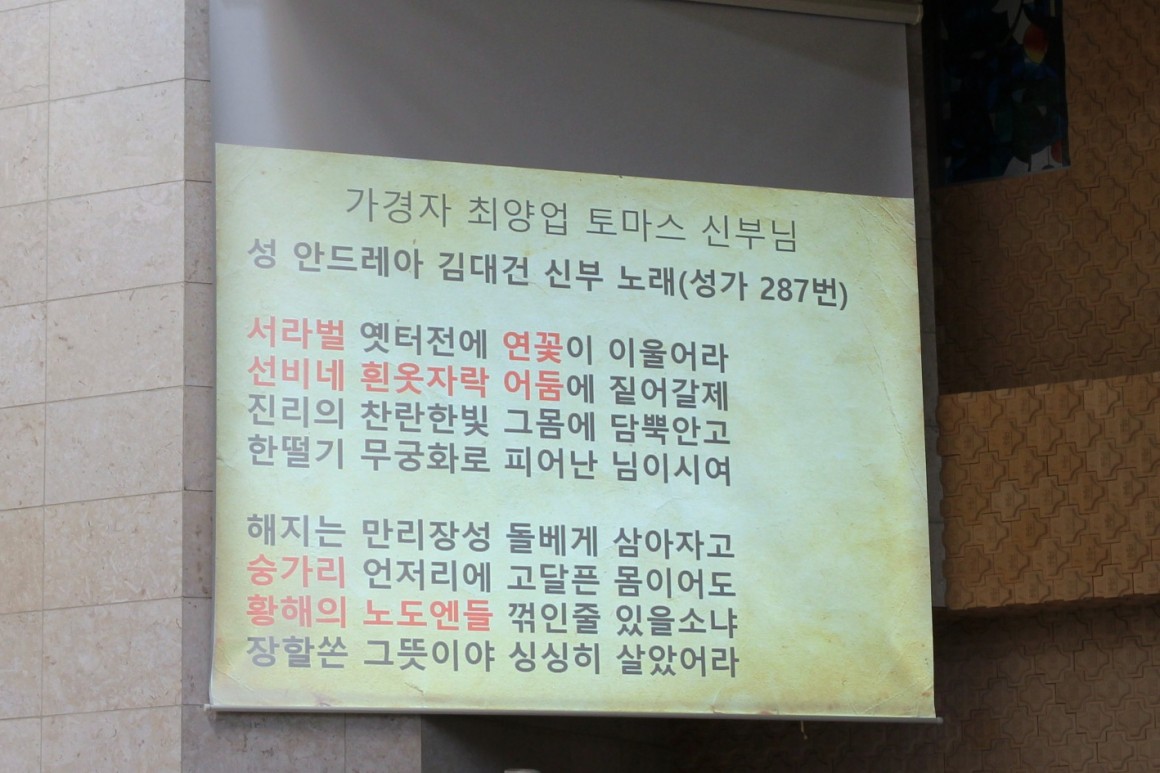 가경자 최양업 토마스 신부님
성 안드레아 김대건 신부 노래(성가 287번)
서라벌 옛터전에 연꽃이 이울어라
선비네 흰옷자락 어둠에 짙어갈제
진리의 찬란한빛 그몸에 담뿍안고
한떨기 무궁화로 피어난 님이시여
해지는 만리장성 돌베게 삼아자고
숭가리 언저리에 고달픈 몸이어도
황해의 노도엔들 꺾인줄 있을소냐
장할쏜 그뜻이야 싱싱히 살았어라